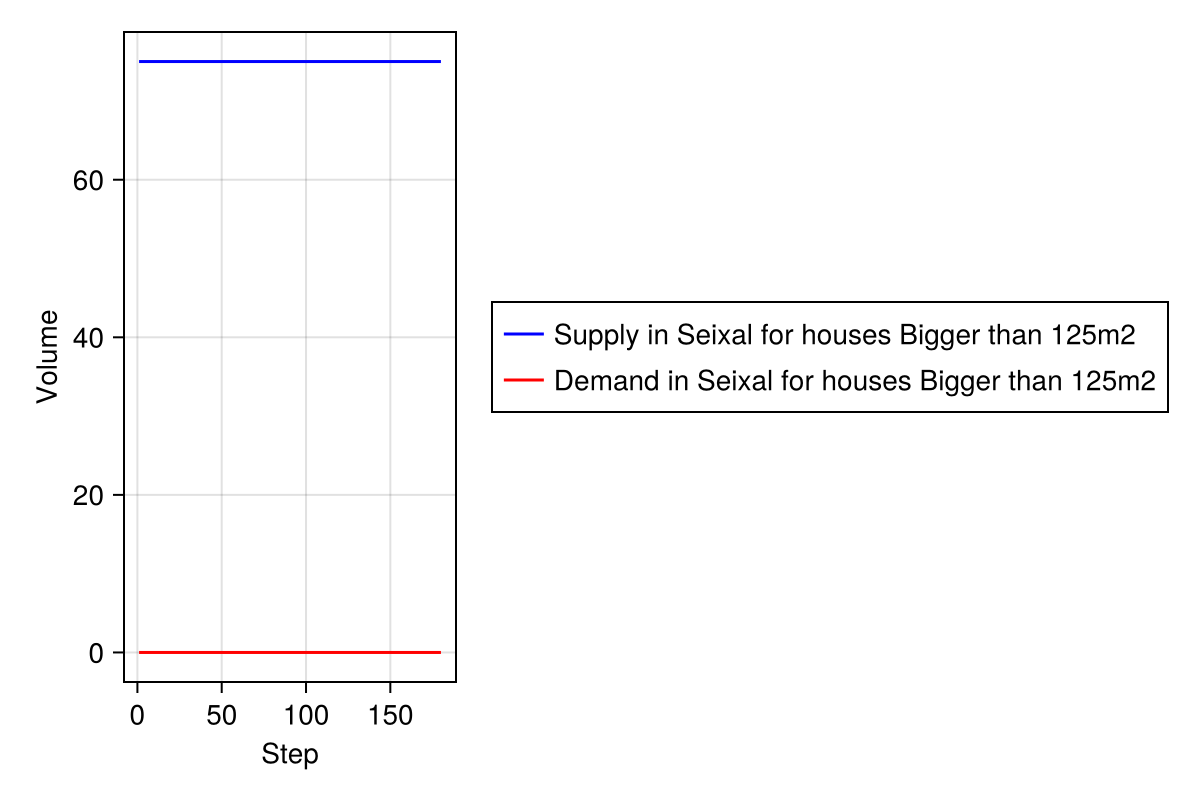 60
40
20
0
Volume
0 50 100 150
Step
Supply in Seixal for houses Bigger than 125m2
Demand in Seixal for houses Bigger than 125m2